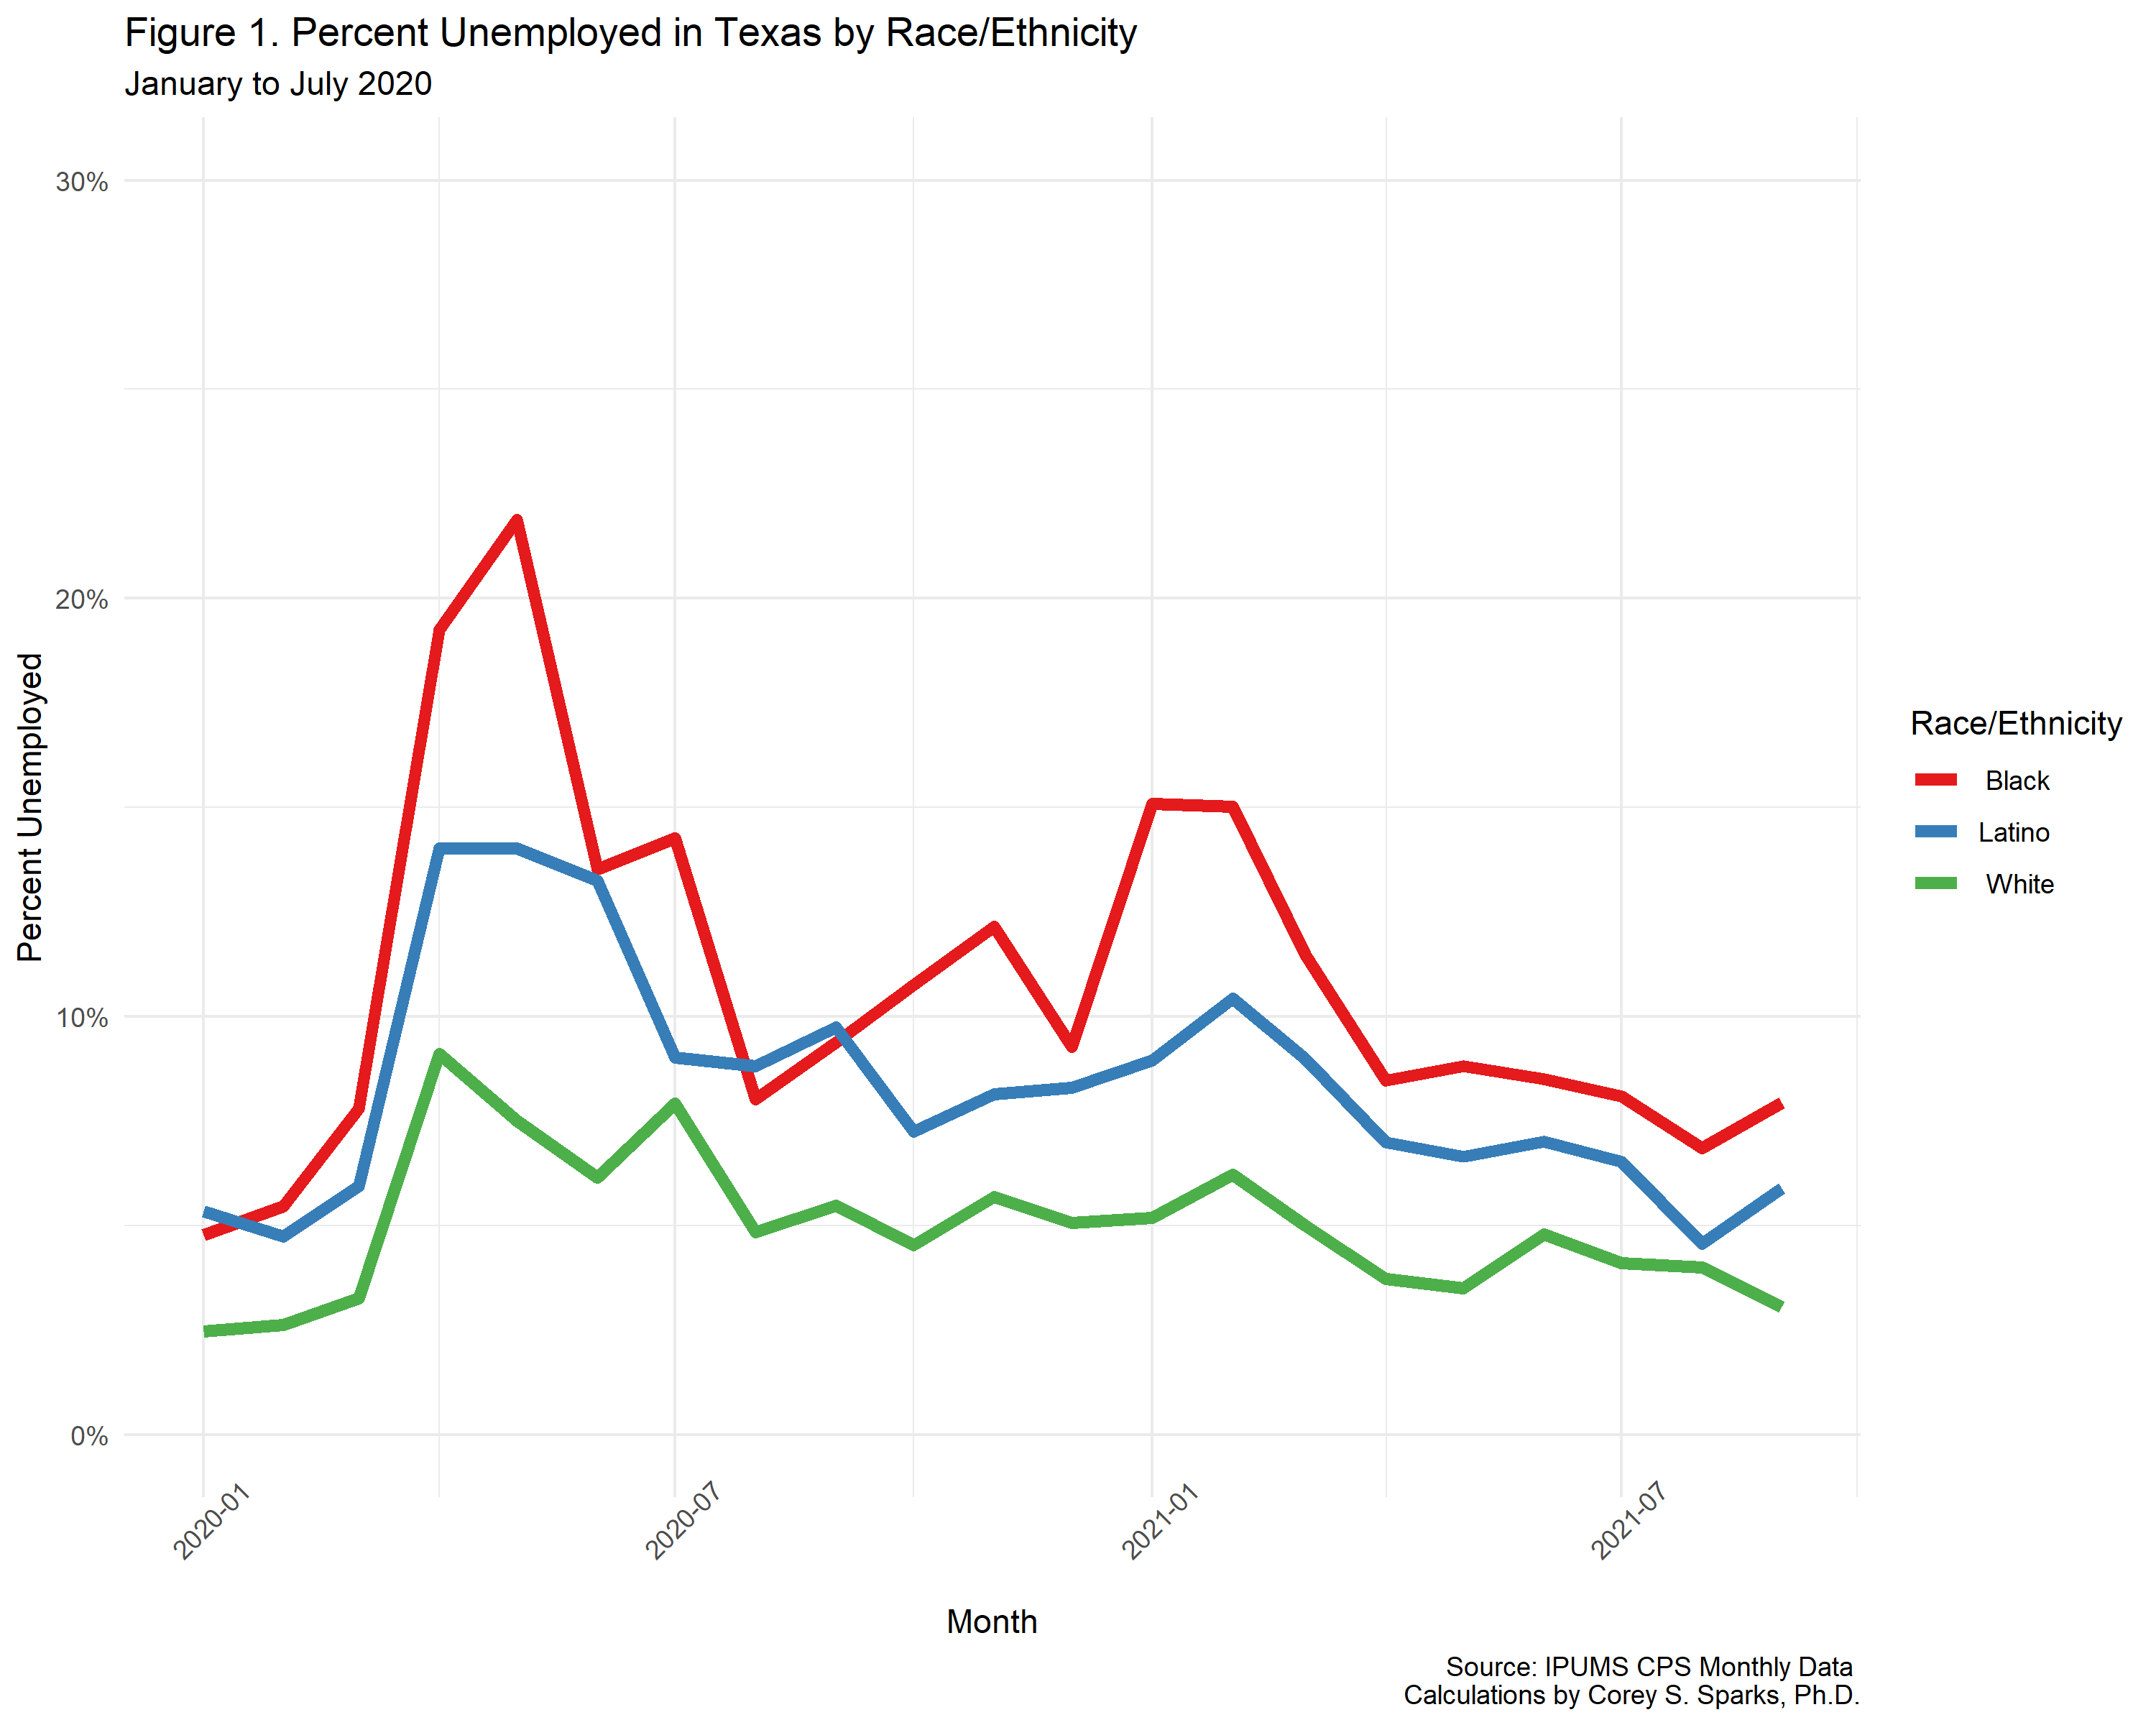 Figure 1. Percent Unemployed in Texas by Race/Ethnicity
January to July 2020
30%
20%
10%
0%
Percent Unemployed
2020-01
2020-07
2021-01
2021-07
Month
Race/Ethnicity
Black
Latino
White
Source: IPUMS CPS Monthly Data
Calculations by Corey S. Sparks, Ph.D.